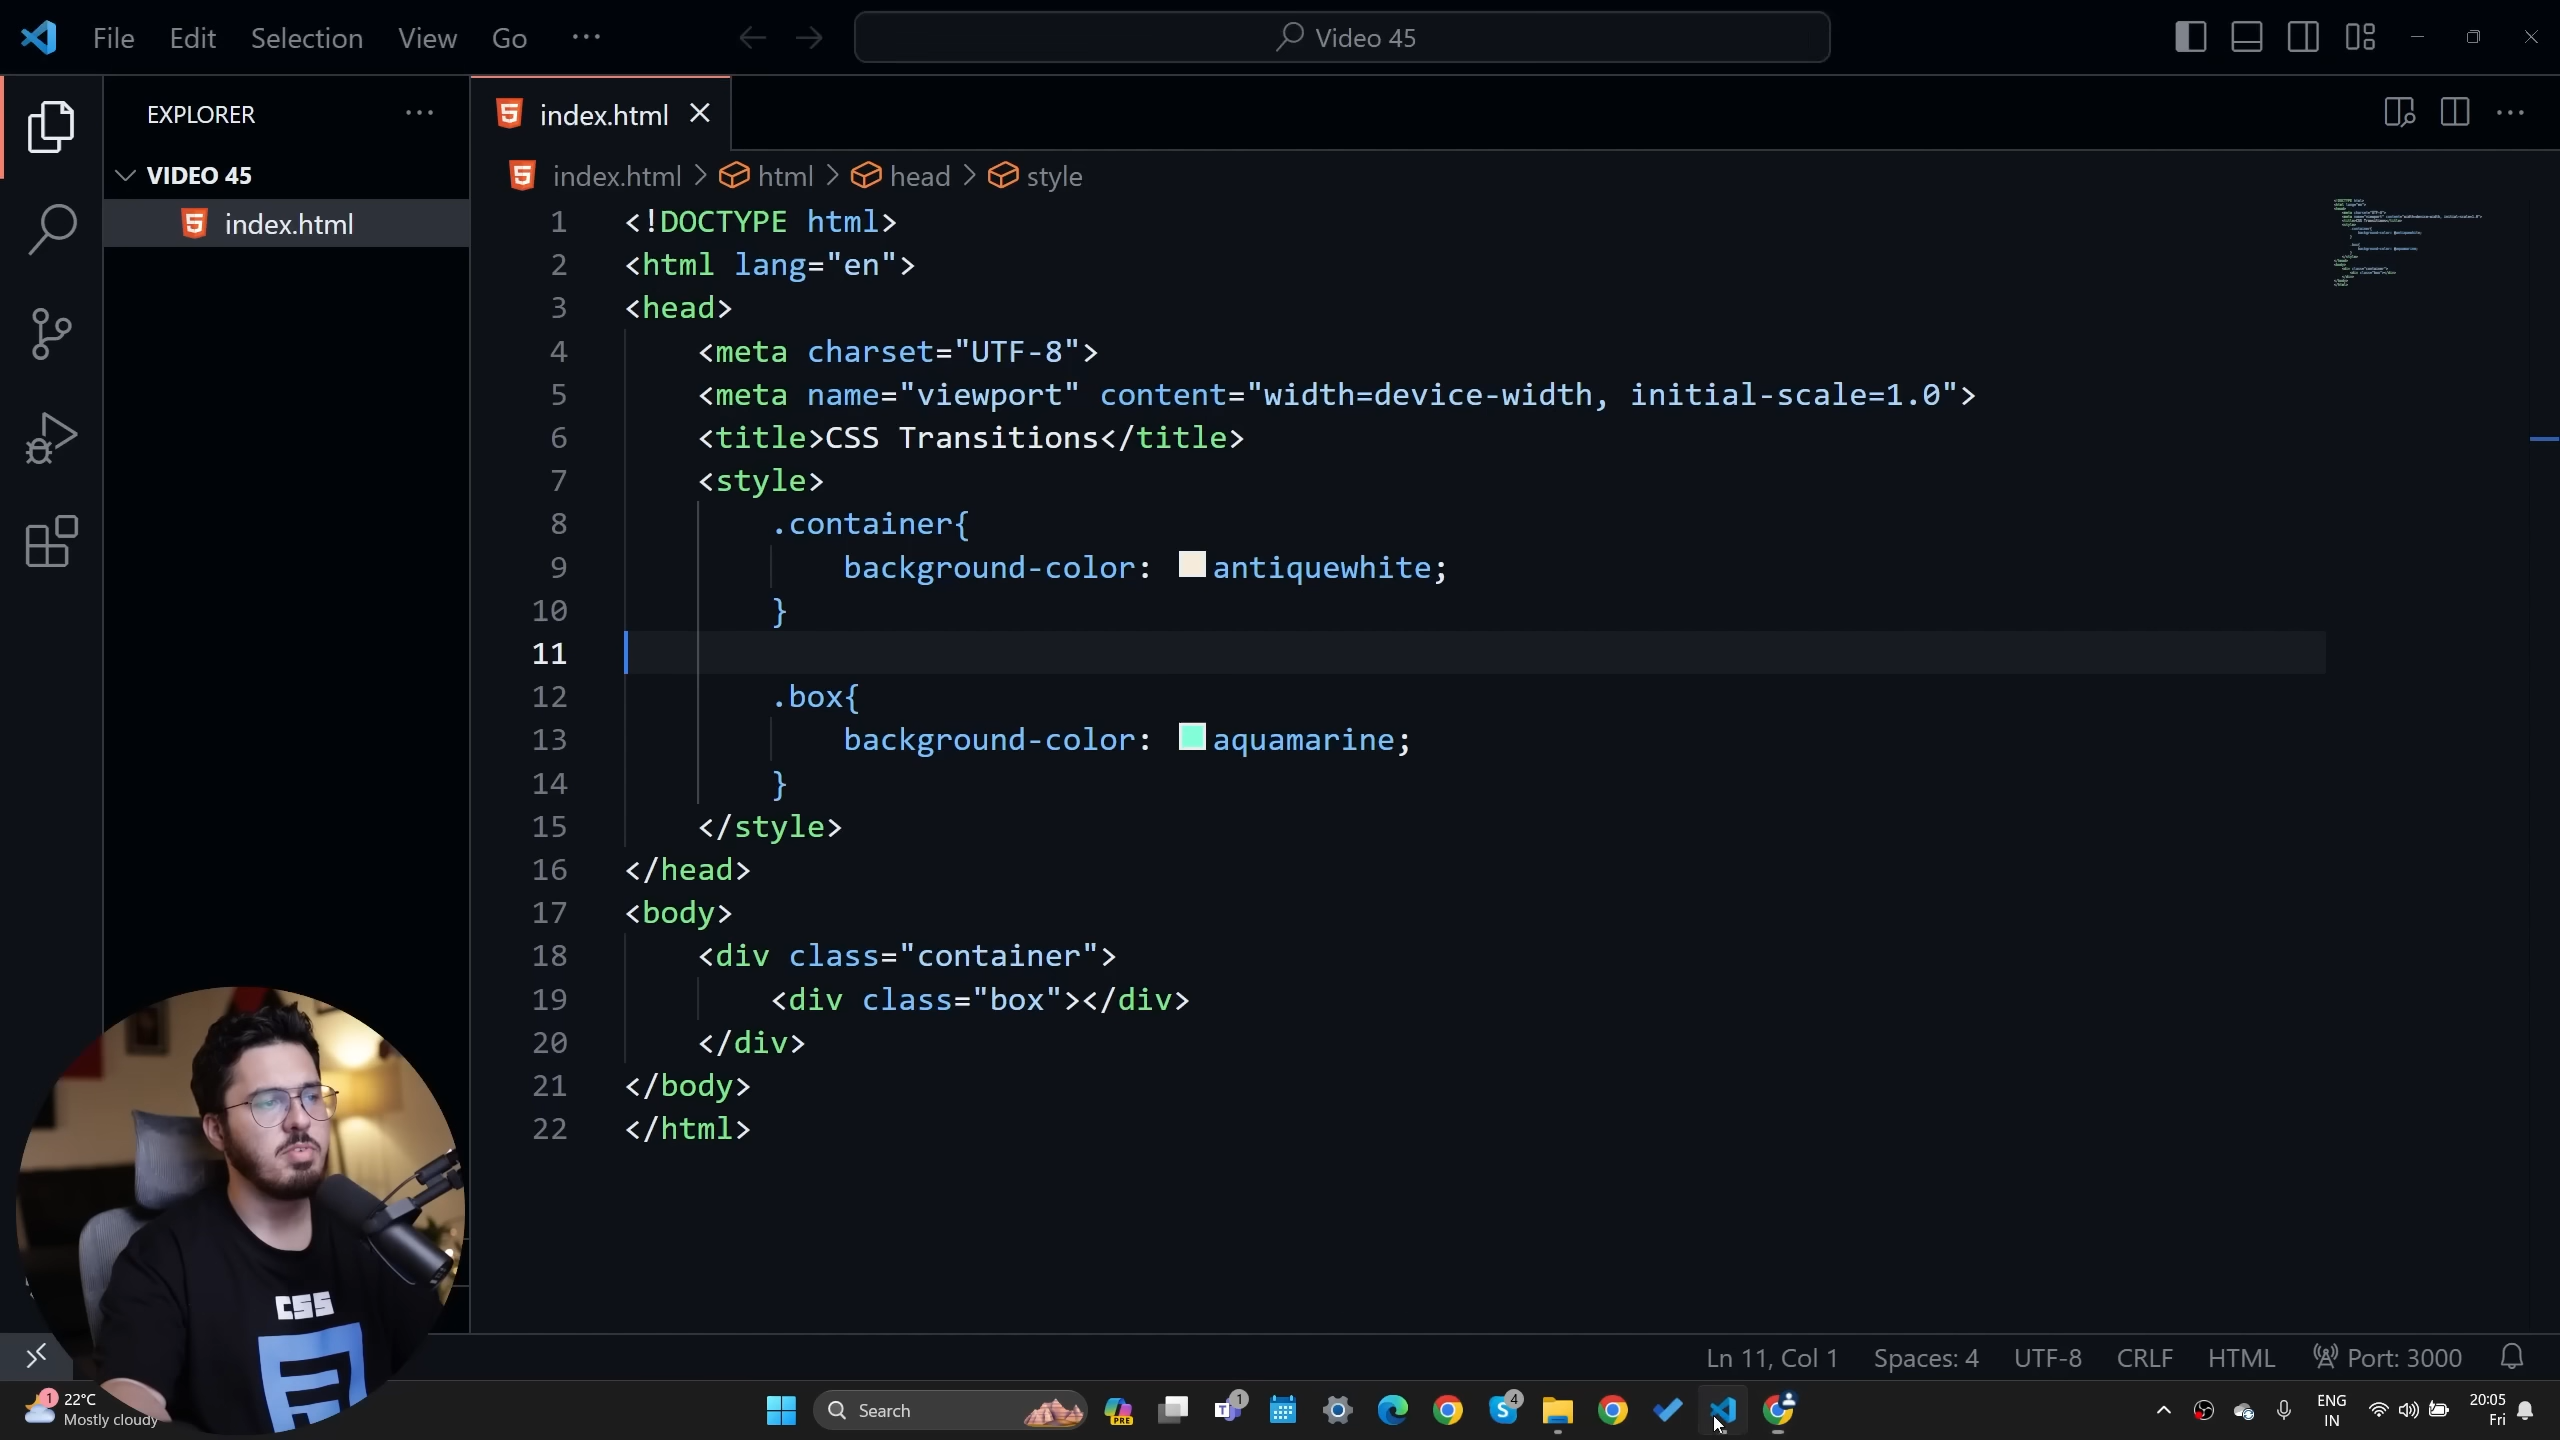 File Edit Selection View Go ···
Video 45
EXPLORER ···
VIDEO 45
index.html
index.html
index.html > html > head > style
1 <!DOCTYPE html>
2 <html lang="en">
3 <head>
4 <meta charset="UTF-8">
5 <meta name="viewport" content="width=device-width, initial-scale=1.0">
6 <title>CSS Transitions</title>
7 <style>
8 .container{
9 background-color: antiquewhite;
10 }
11
12 .box{
13 background-color: aquamarine;
14 }
15 </style>
16 </head>
17 <body>
18 <div class="container">
19 <div class="box"></div>
20 </div>
21 </body>
22 </html>
CSS
Ln 11, Col 1 Spaces: 4 UTF-8 CRLF HTML Port: 3000
1
22°C
Mostly cloudy
Search
PRE
1
4
ENG
IN
20:05
Fri